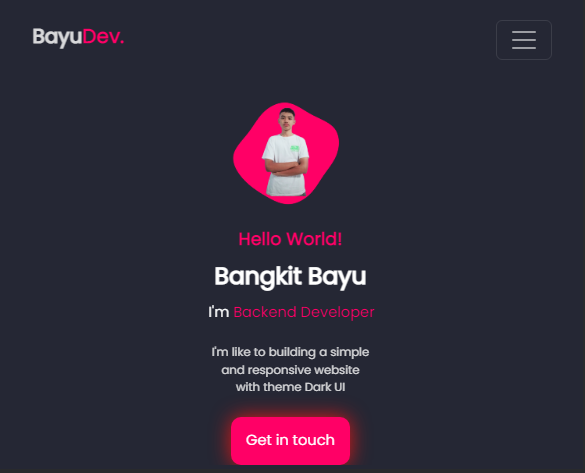 BayuDev.
Hello World!
Bangkit Bayu
I'm Backend Developer
I'm like to building a simple
and responsive website
with theme Dark UI
Get in touch